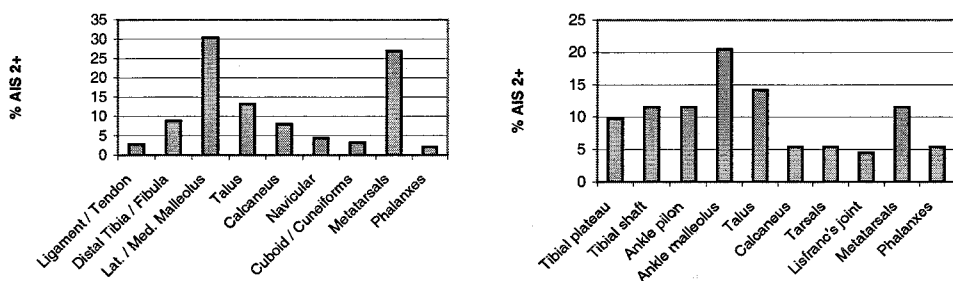 % AIS 2+
35
30
25
20
15
10
5
0
Ligament / Tendon
Distal Tibia / Fibula
Lat. / Med. Malleolus
Talus
Calcaneus
Navicular
Cuboid / Cuneiforms
Metatarsals
Phalanxes
% AIS 2+
25
20
15
10
5
0
Tibial plateau
Tibial shaft
Ankle pilon
Ankle malleolus
Talus
Calcaneus
Tarsals
Lisfranc's joint
Metatarsals
Phalanxes